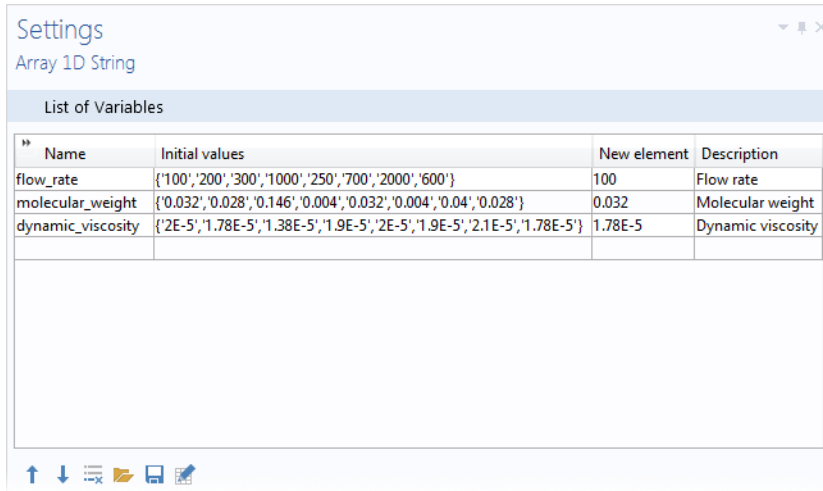 Settings
Array 1D String
List of Variables
Name Initial values New element Description
flow_rate {'100','200','300','1000','250','700','2000','600'} 100 Flow rate
molecular_weight {'0.032','0.028','0.146','0.004','0.032','0.004','0.04','0.028'} 0.032 Molecular weight
dynamic_viscosity {'2E-5','1.78E-5','1.38E-5','1.9E-5','2E-5','1.9E-5','2.1E-5','1.78E-5'} 1.78E-5 Dynamic viscosity